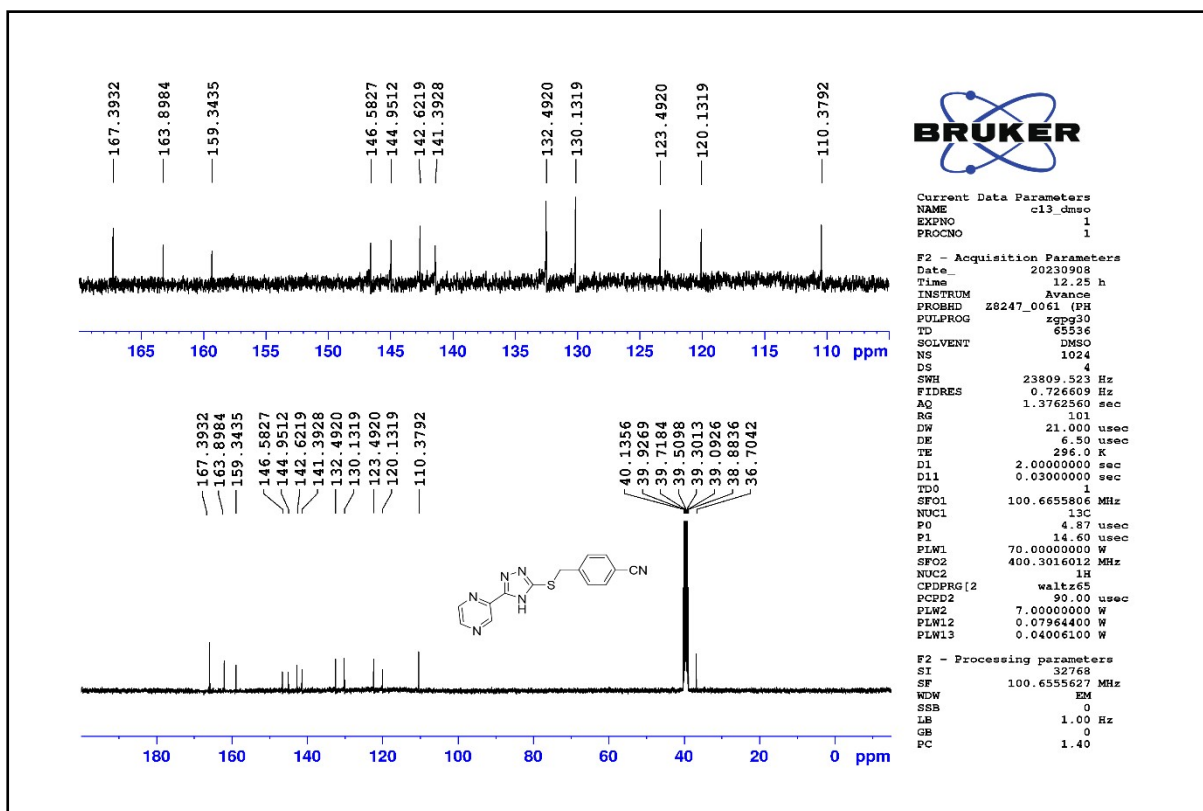 167.3932
163.8984
159.3435
146.5827
144.9512
142.6219
141.3928
132.4920
130.1319
123.4920
120.1319
110.3792
165 160 155 150 145 140 135 130 125 120 115 110 ppm
167.3932
163.8984
159.3435
146.5827
144.9512
142.6219
141.3928
132.4920
130.1319
123.4920
120.1319
110.3792
40.1356
39.9269
39.7184
39.5098
39.3013
39.0926
38.8836
36.7042
N N
S
CN
N
N
H
N
180 160 140 120 100 80 60 40 20 0 ppm
BRUKER
Current Data Parameters
NAME c13_dmso
EXPNO 1
PROCNO 1
F2 - Acquisition Parameters
Date_ 20230908
Time 12.25 h
INSTRUM Avance
PROBHD Z8247_0061 (PH
PULPROG zgpg30
TD 65536
SOLVENT DMSO
NS 1024
DS 4
SWH 23809.523 Hz
FIDRES 0.726609 Hz
AQ 1.3762560 sec
RG 101
DW 21.000 usec
DE 6.50 usec
TE 296.0 K
D1 2.00000000 sec
D11 0.03000000 sec
TD0 1
SFO1 100.6655806 MHz
NUC1 13C
P0 4.87 usec
P1 14.60 usec
PLW1 70.00000000 W
SFO2 400.3016012 MHz
NUC2 1H
CPDPRG[2 waltz65
PCPD2 90.00 usec
PLW2 7.00000000 W
PLW12 0.07964400 W
PLW13 0.04006100 W
F2 - Processing parameters
SI 32768
SF 100.6555627 MHz
WDW EM
SSB 0
LB 1.00 Hz
GB 0
PC 1.40